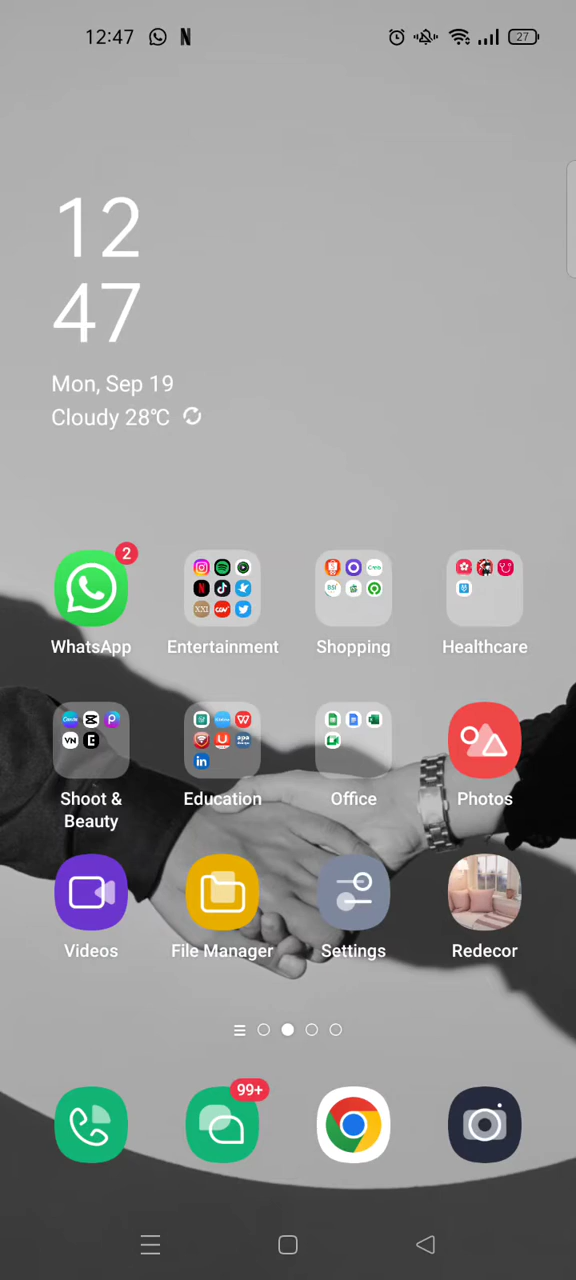 12:47
27
12
47
Mon, Sep 19
Cloudy 28℃
2
WhatsApp
Entertainment
Shopping
Healthcare
Shoot &
Beauty
Education
Office
Photos
Videos
File Manager
Settings
Redecor
99+